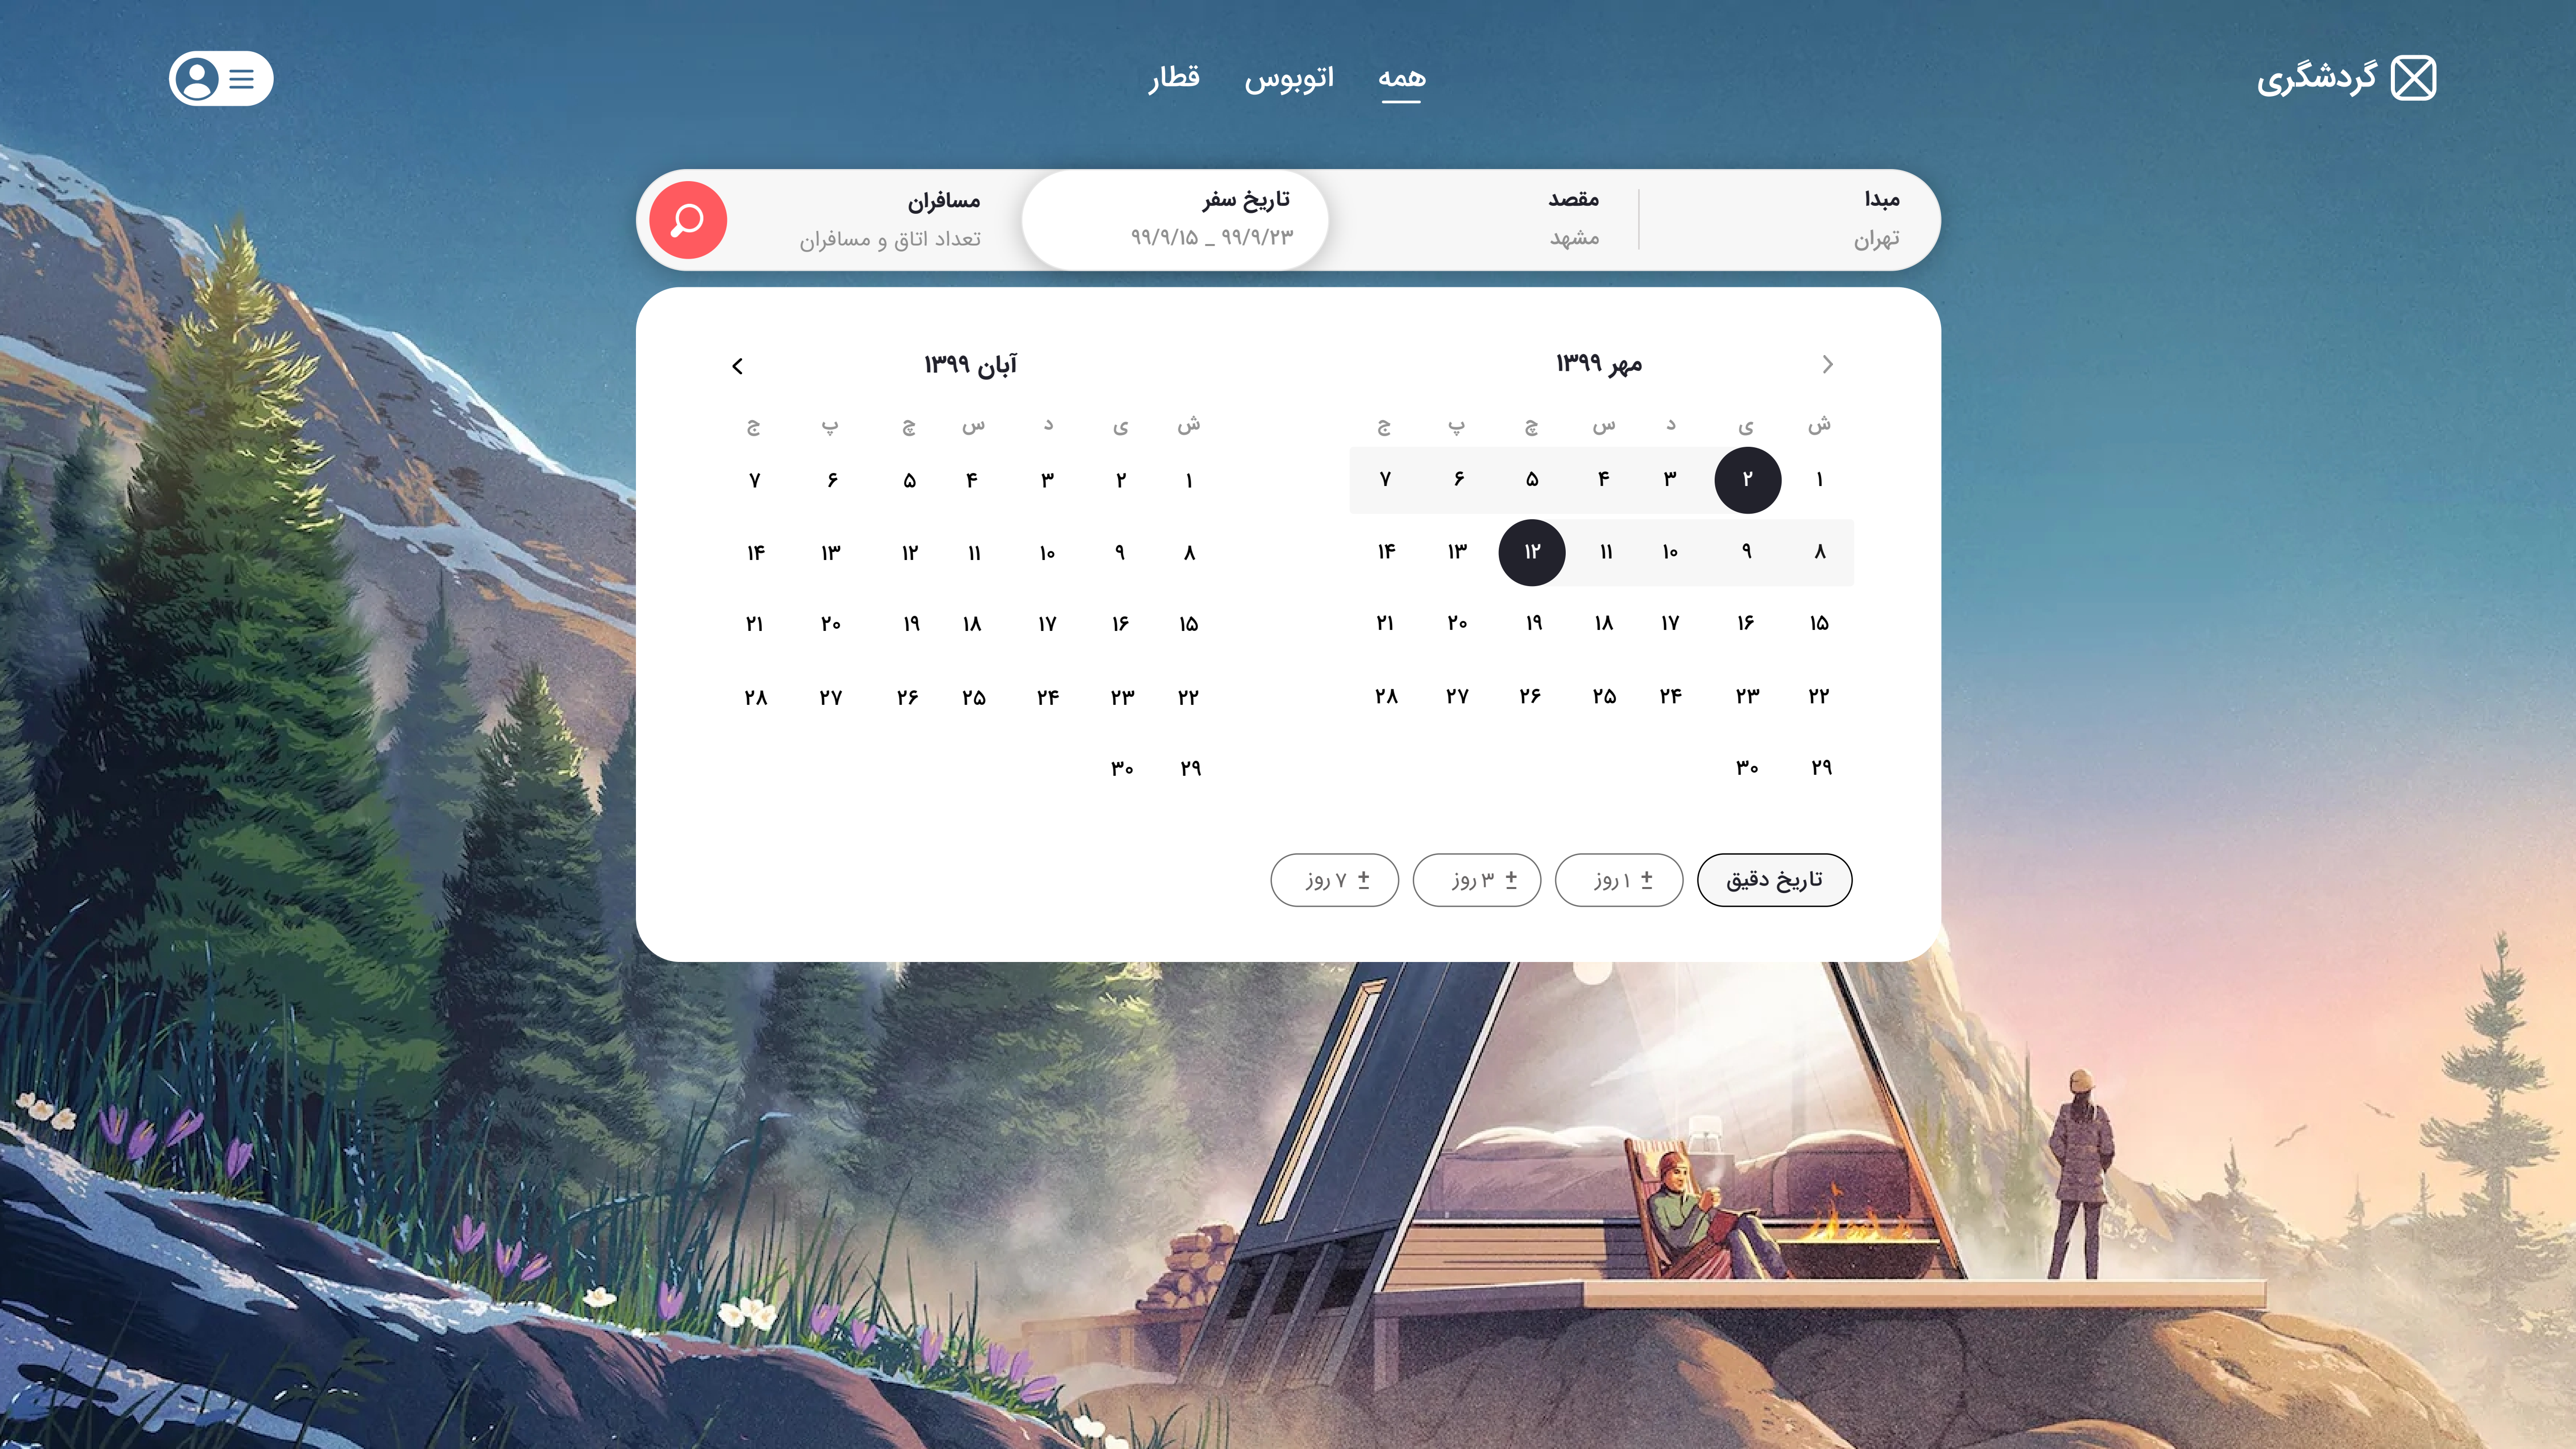 گردشگری
همه اتوبوس قطار
مبدا
تهران
مقصد
مشهد
تاریخ سفر
۹۹/۹/۱۵ _ ۹۹/۹/۲۳
مسافران
تعداد اتاق و مسافران
مهر ۱۳۹۹
ش ی د س چ پ ج
۱ ۲ ۳ ۴ ۵ ۶ ۷
۸ ۹ ۱۰ ۱۱ ۱۲ ۱۳ ۱۴
۱۵ ۱۶ ۱۷ ۱۸ ۱۹ ۲۰ ۲۱
۲۲ ۲۳ ۲۴ ۲۵ ۲۶ ۲۷ ۲۸
۲۹ ۳۰
آبان ۱۳۹۹
ش ی د س چ پ ج
۱ ۲ ۳ ۴ ۵ ۶ ۷
۸ ۹ ۱۰ ۱۱ ۱۲ ۱۳ ۱۴
۱۵ ۱۶ ۱۷ ۱۸ ۱۹ ۲۰ ۲۱
۲۲ ۲۳ ۲۴ ۲۵ ۲۶ ۲۷ ۲۸
۲۹ ۳۰
تاریخ دقیق
± ۱ روز
± ۳ روز
± ۷ روز